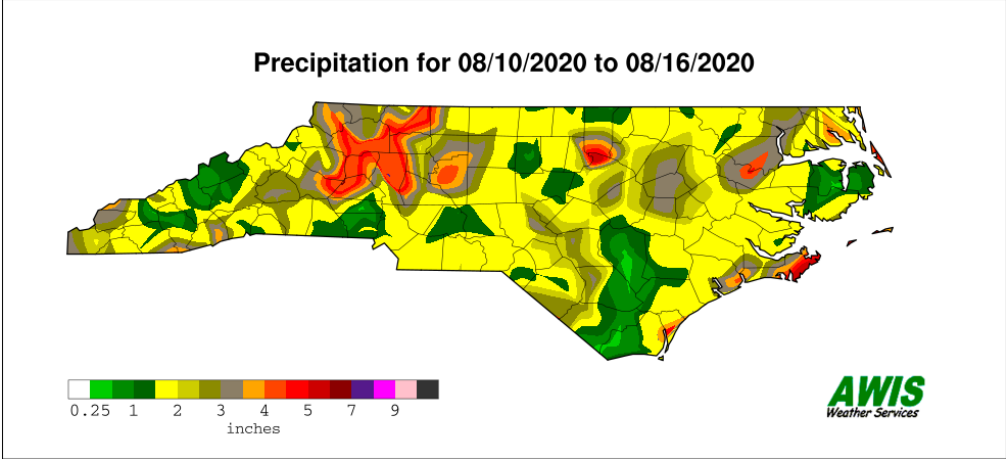 Precipitation for 08/10/2020 to 08/16/2020
0.25 1 2 3 4 5 7 9
inches
AWIS
Weather Services